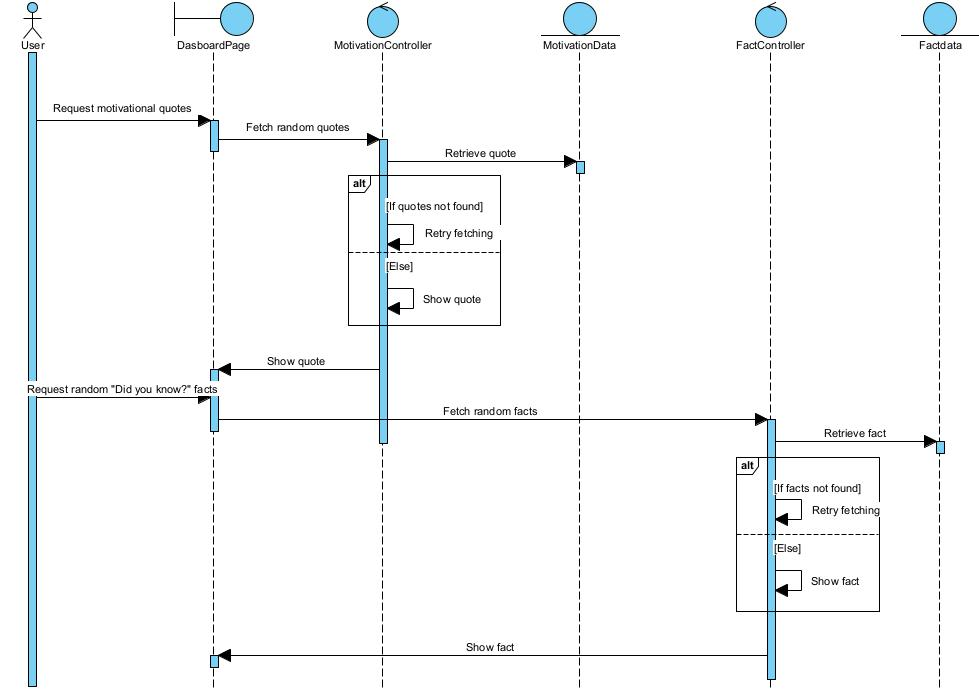 User
DasboardPage
MotivationController
MotivationData
FactController
Factdata
Request motivational quotes
Fetch random quotes
Retrieve quote
alt
[If quotes not found]
Retry fetching
[Else]
Show quote
Show quote
Request random "Did you know?" facts
Fetch random facts
Retrieve fact
alt
[If facts not found]
Retry fetching
[Else]
Show fact
Show fact